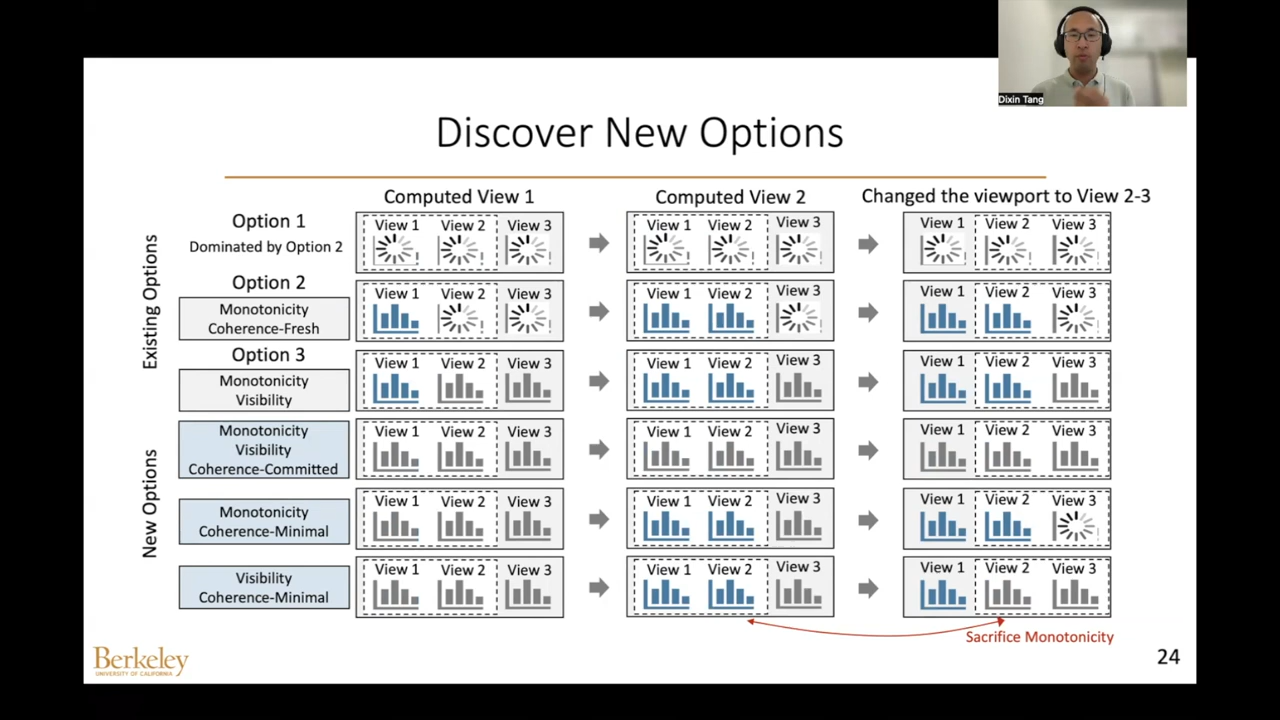 Dixin Tang
Discover New Options
Computed View 1
Computed View 2
Changed the viewport to View 2-3
Existing Options
Option 1
Dominated by Option 2
View 1 View 2 View 3
View 1 View 2 View 3
View 1 View 2 View 3
Option 2
Monotonicity
Coherence-Fresh
View 1 View 2 View 3
View 1 View 2 View 3
View 1 View 2 View 3
Option 3
Monotonicity
Visibility
View 1 View 2 View 3
View 1 View 2 View 3
View 1 View 2 View 3
New Options
Monotonicity
Visibility
Coherence-Committed
View 1 View 2 View 3
View 1 View 2 View 3
View 1 View 2 View 3
Monotonicity
Coherence-Minimal
View 1 View 2 View 3
View 1 View 2 View 3
View 1 View 2 View 3
Visibility
Coherence-Minimal
View 1 View 2 View 3
View 1 View 2 View 3
View 1 View 2 View 3
Sacrifice Monotonicity
Berkeley
UNIVERSITY OF CALIFORNIA
24